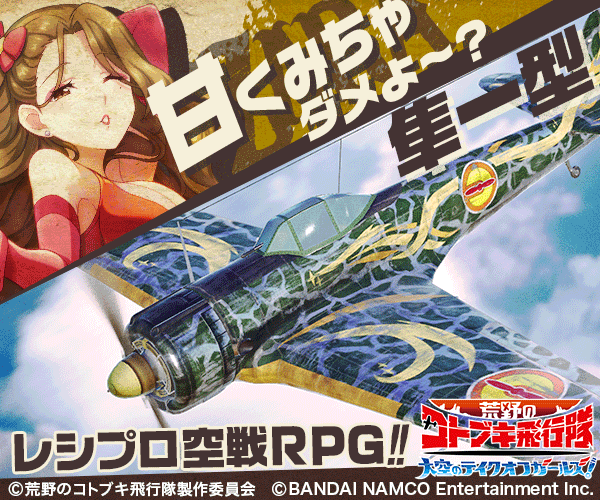 甘くみちゃ
ダメよ〜?
隼一型
レシプロ空戦RPG!!
荒野の
コトブキ飛行隊
大空のテイクオフガールズ!
©荒野のコトブキ飛行隊製作委員会 ©BANDAI NAMCO Entertainment Inc.